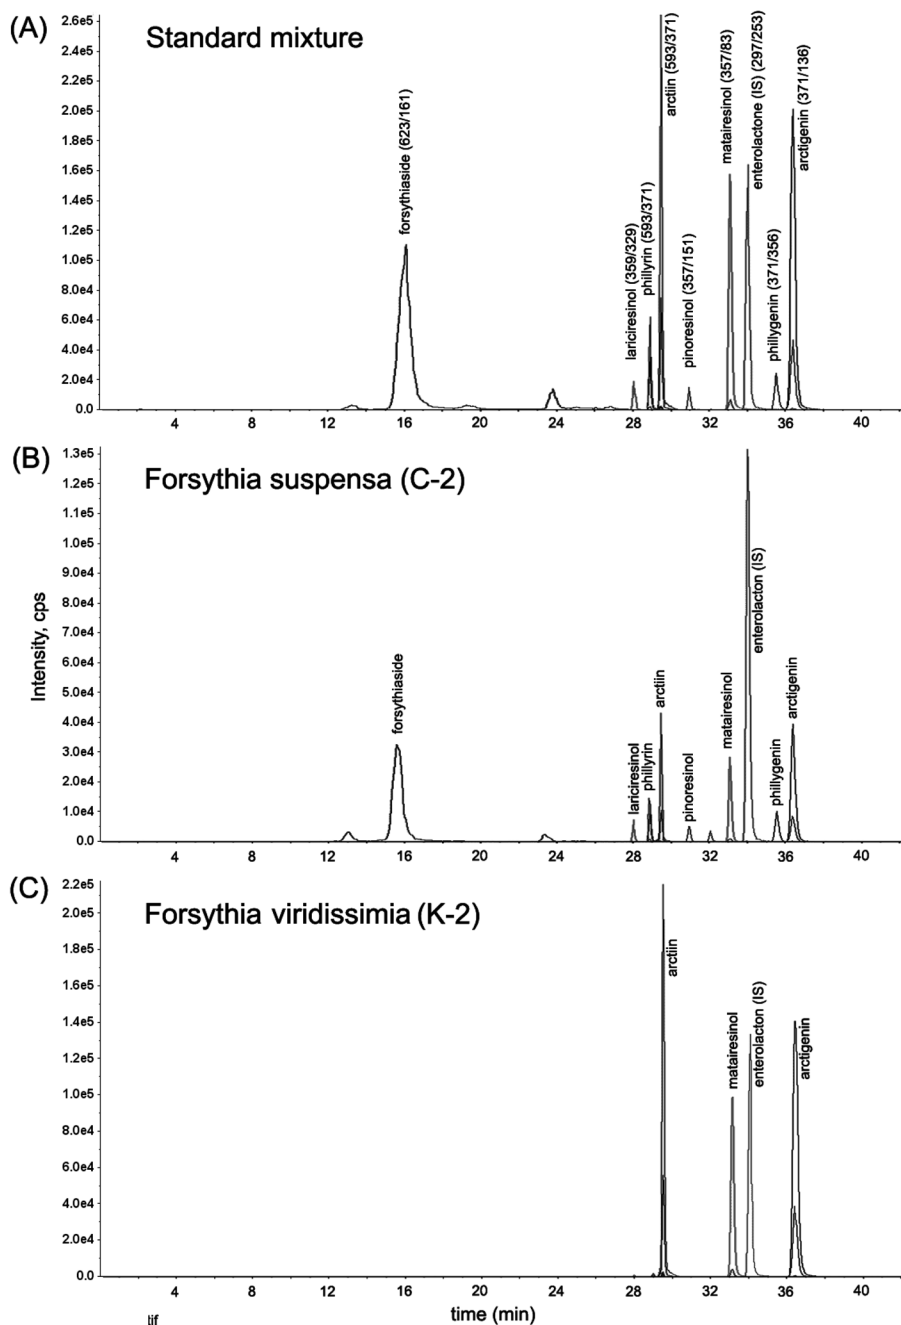 (A)
Standard mixture
2.6e5
2.4e5
2.2e5
2.0e5
1.8e5
1.6e5
1.4e5
1.2e5
1.0e5
8.0e4
6.0e4
4.0e4
2.0e4
0.0
forsythiaside (623/161)
lariciresinol (359/329)
phillyrin (593/371)
arctiin (593/371)
pinoresinol (357/151)
matairesinol (357/83)
enterolactone (IS) (297/253)
phillygenin (371/356)
arctigenin (371/136)
4 8 12 16 20 24 28 32 36 40
(B)
Forsythia suspensa (C-2)
1.3e5
1.2e5
1.1e5
1.0e5
9.0e4
8.0e4
7.0e4
6.0e4
5.0e4
4.0e4
3.0e4
2.0e4
1.0e4
0.0
Intensity, cps
forsythiaside
lariciresinol
phillyrin
arctiin
pinoresinol
matairesinol
enterolacton (IS)
phillygenin
arctigenin
4 8 12 16 20 24 28 32 36 40
(C)
Forsythia viridissimia (K-2)
2.2e5
2.0e5
1.8e5
1.6e5
1.4e5
1.2e5
1.0e5
8.0e4
6.0e4
4.0e4
2.0e4
0.0
arctiin
matairesinol
enterolacton (IS)
arctigenin
4 8 12 16 20 24 28 32 36 40
time (min)
tif